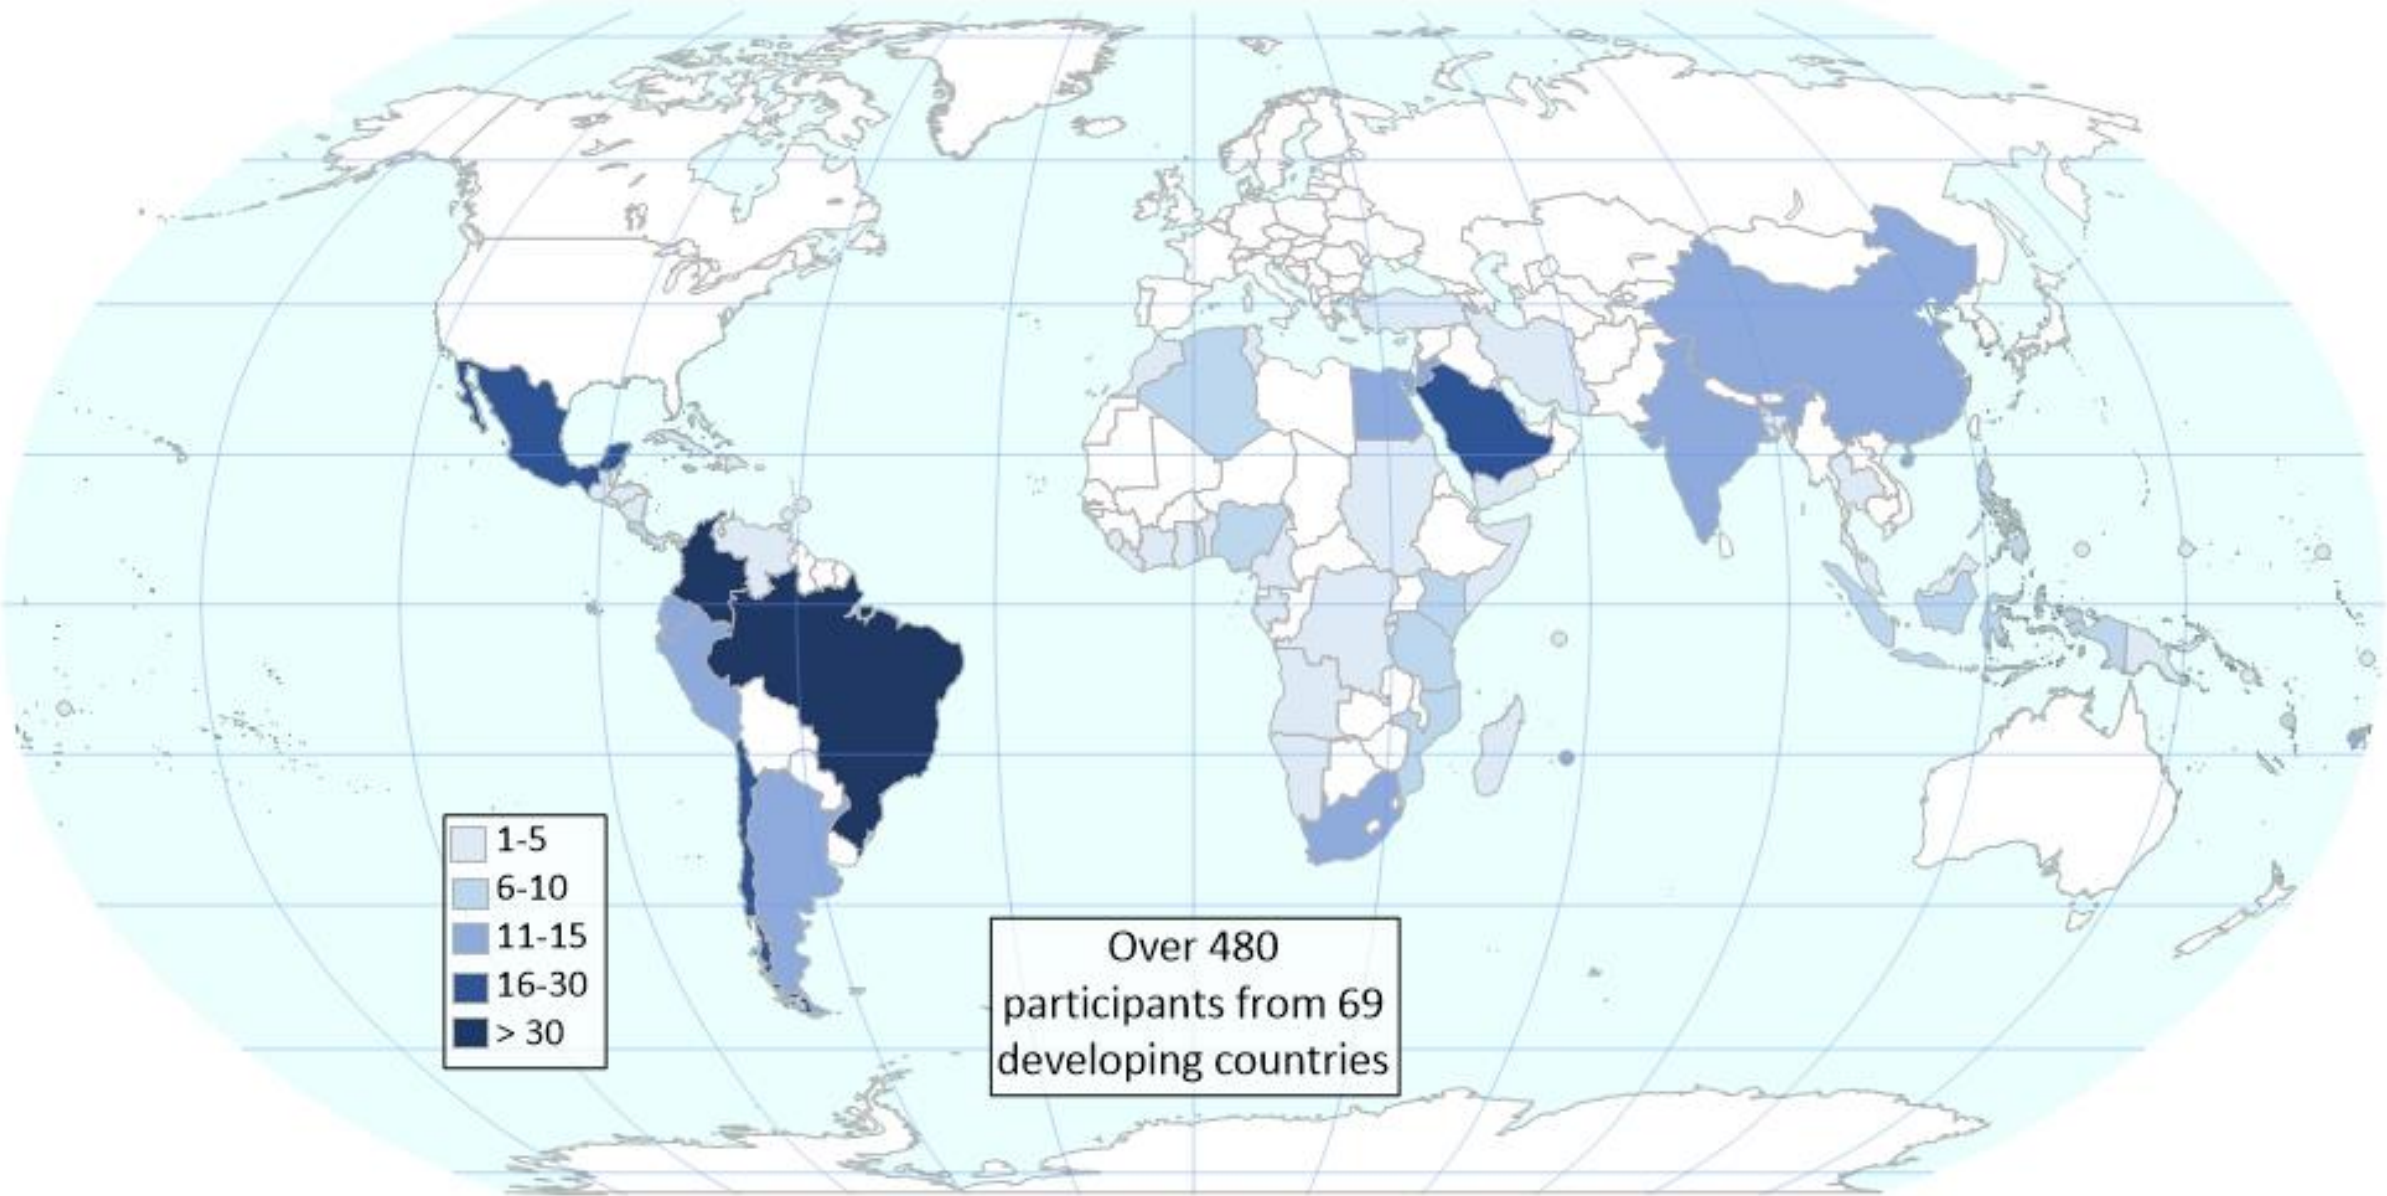 1-5
6-10
11-15
16-30
> 30
Over 480
participants from 69
developing countries